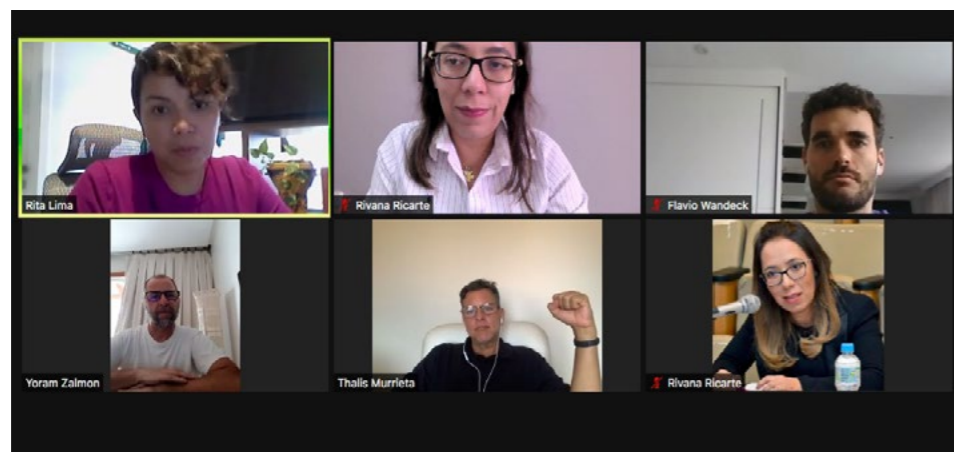 Rita Lima
Rivana Ricarte
Flavio Wandeck
Yoram Zalmon
Thalis Murrieta
Rivana Ricarte